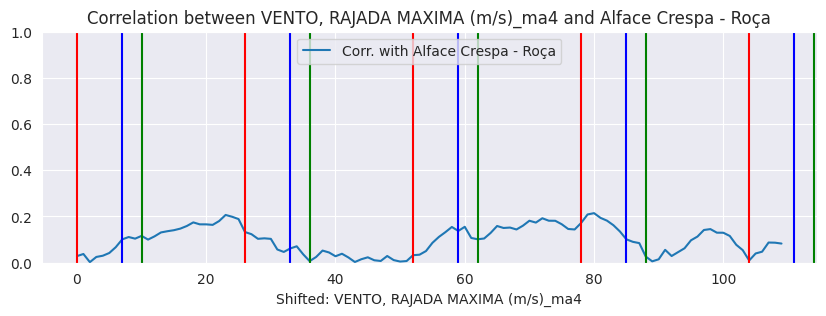 Correlation between VENTO, RAJADA MAXIMA (m/s)_ma4 and Alface Crespa - Roça
1.0
Corr. with Alface Crespa - Roça
0.8
0.6
0.4
0.2
0.0
0 20 40 60 80 100
Shifted: VENTO, RAJADA MAXIMA (m/s)_ma4